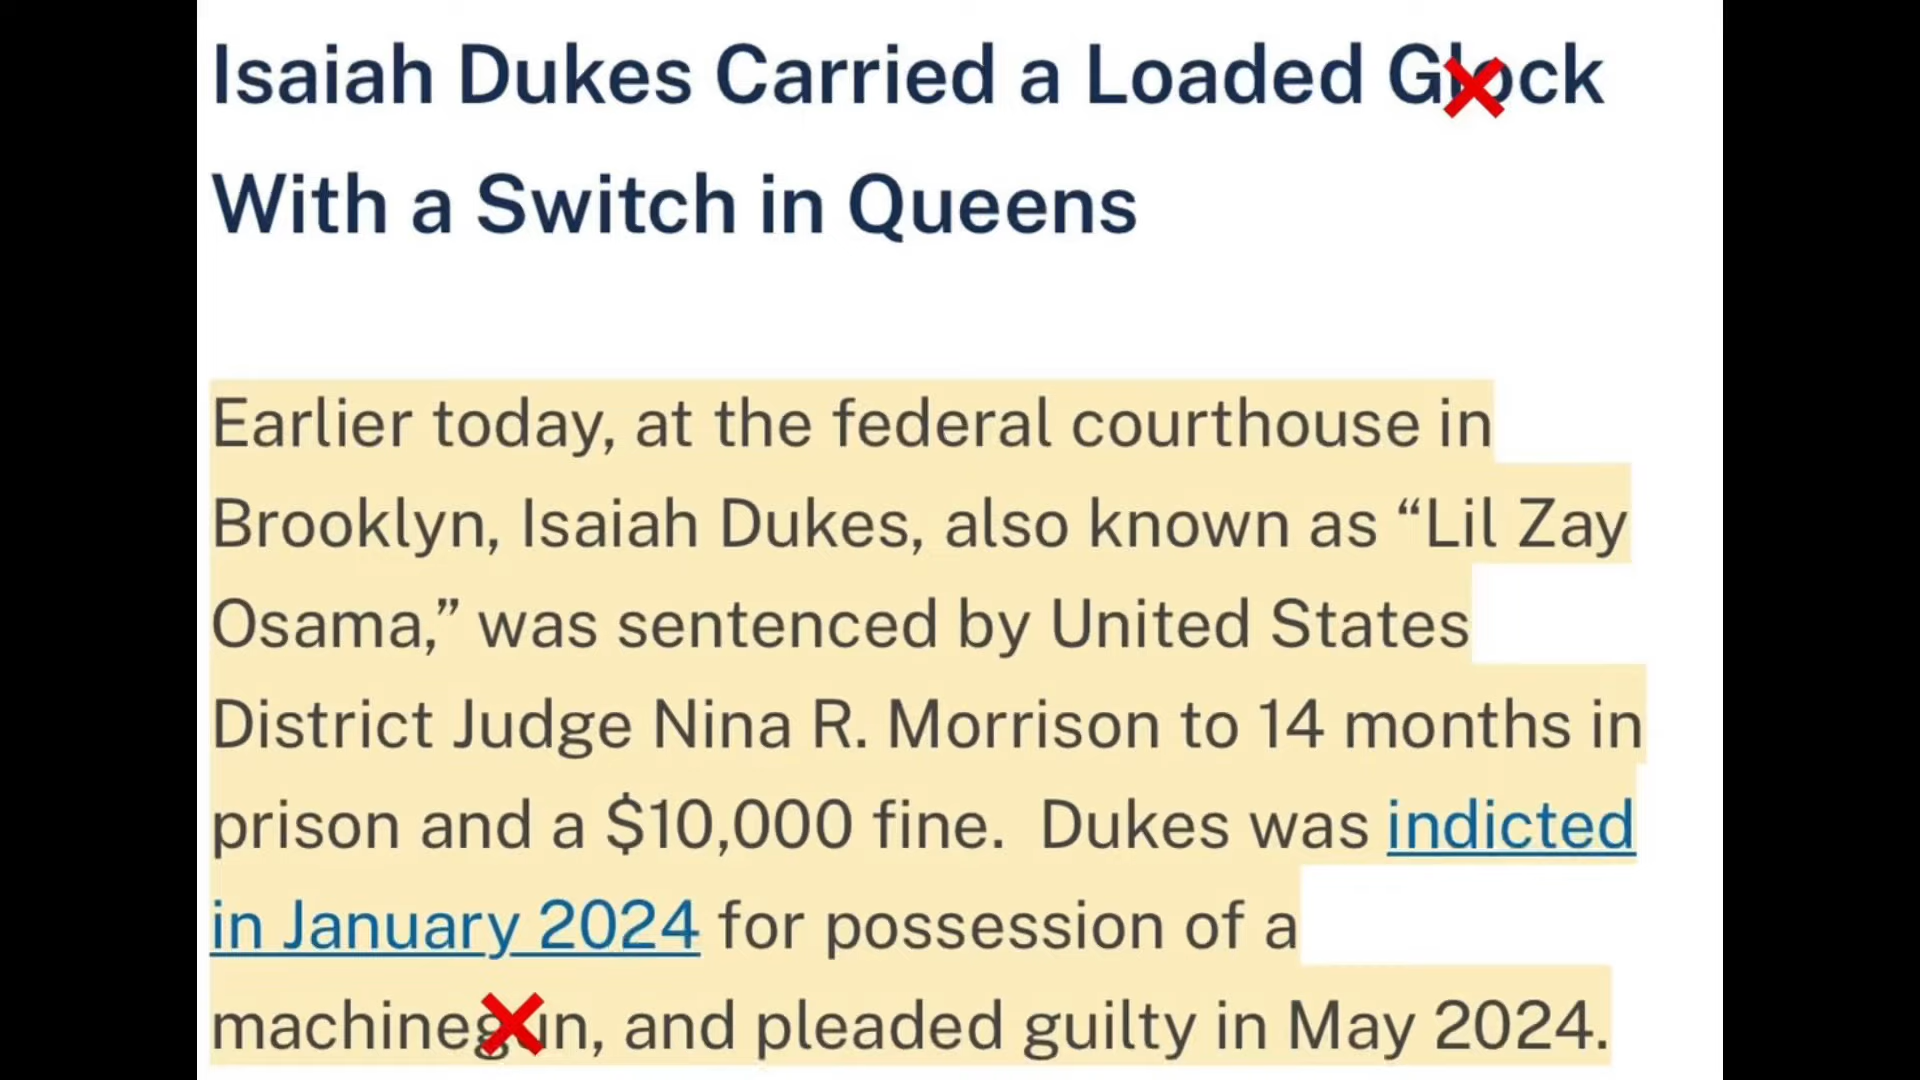 Isaiah Dukes Carried a Loaded Glock
With a Switch in Queens
Earlier today, at the federal courthouse in
Brooklyn, Isaiah Dukes, also known as “Lil Zay
Osama,” was sentenced by United States
District Judge Nina R. Morrison to 14 months in
prison and a $10,000 fine.  Dukes was indicted
in January 2024 for possession of a
machinegun, and pleaded guilty in May 2024.